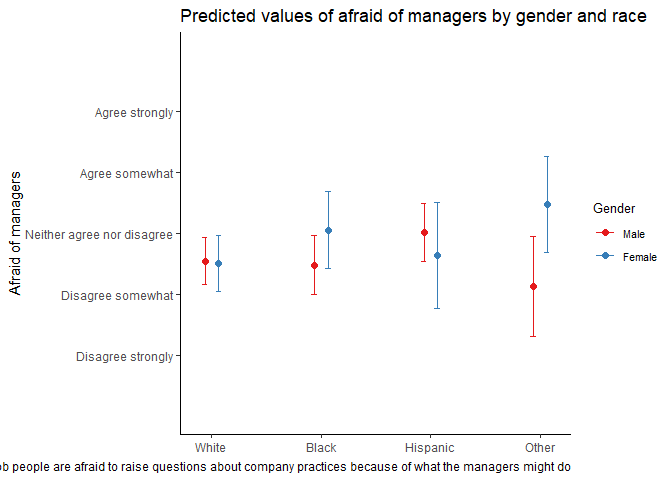 Predicted values of afraid of managers by gender and race
Afraid of managers
Agree strongly
Agree somewhat
Neither agree nor disagree
Disagree somewhat
Disagree strongly
Gender
Male
Female
White Black Hispanic Other
people are afraid to raise questions about company practices because of what the managers might do